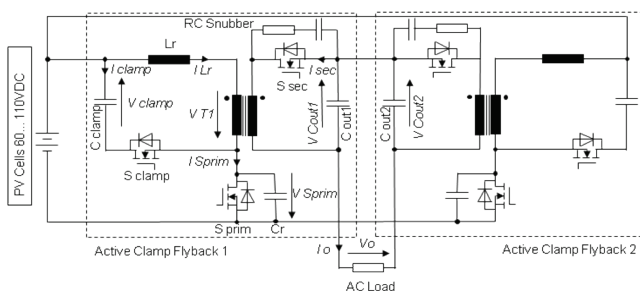 RC Snubber
Lr
I clamp
I Lr
I sec
S sec
V clamp
C clamp
V T1
V Cout1
C out1
C out2
V Cout2
PV Cells 60... 110VDC
S clamp
I Sprim
V Sprim
S prim
Cr
Active Clamp Flyback 1
I o
Vo
Active Clamp Flyback 2
AC Load